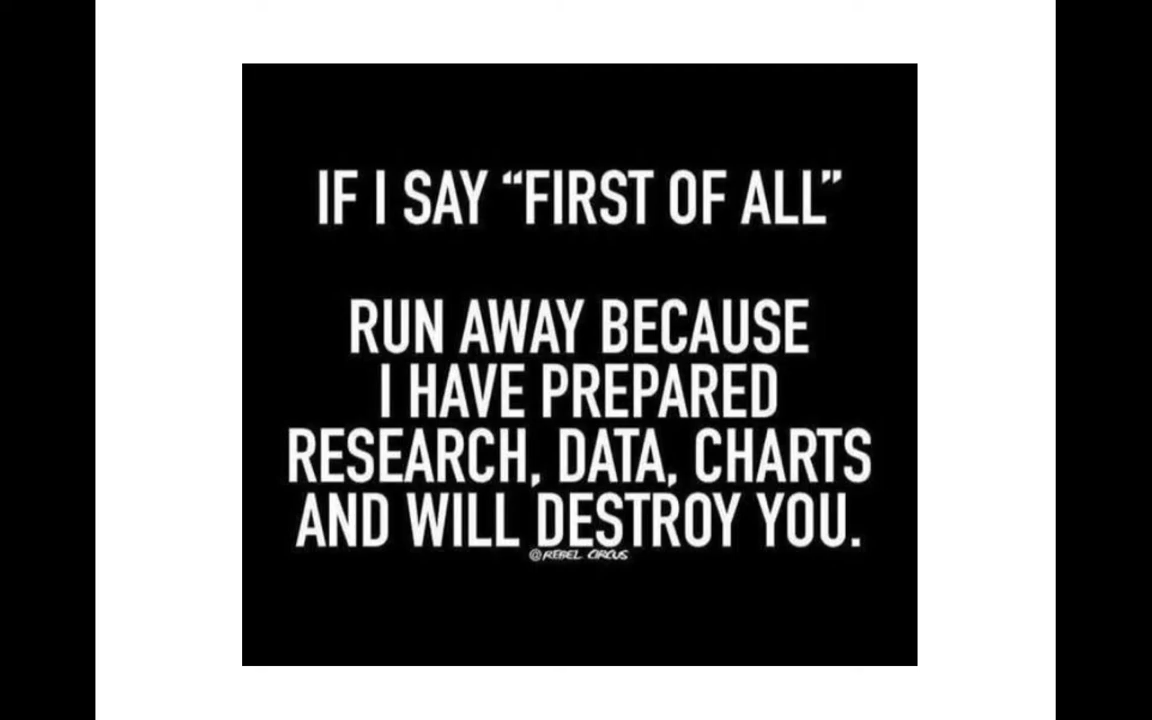 IF I SAY “FIRST OF ALL”
RUN AWAY BECAUSE
I HAVE PREPARED
RESEARCH, DATA, CHARTS
AND WILL DESTROY YOU.
@REBEL CIRCUS